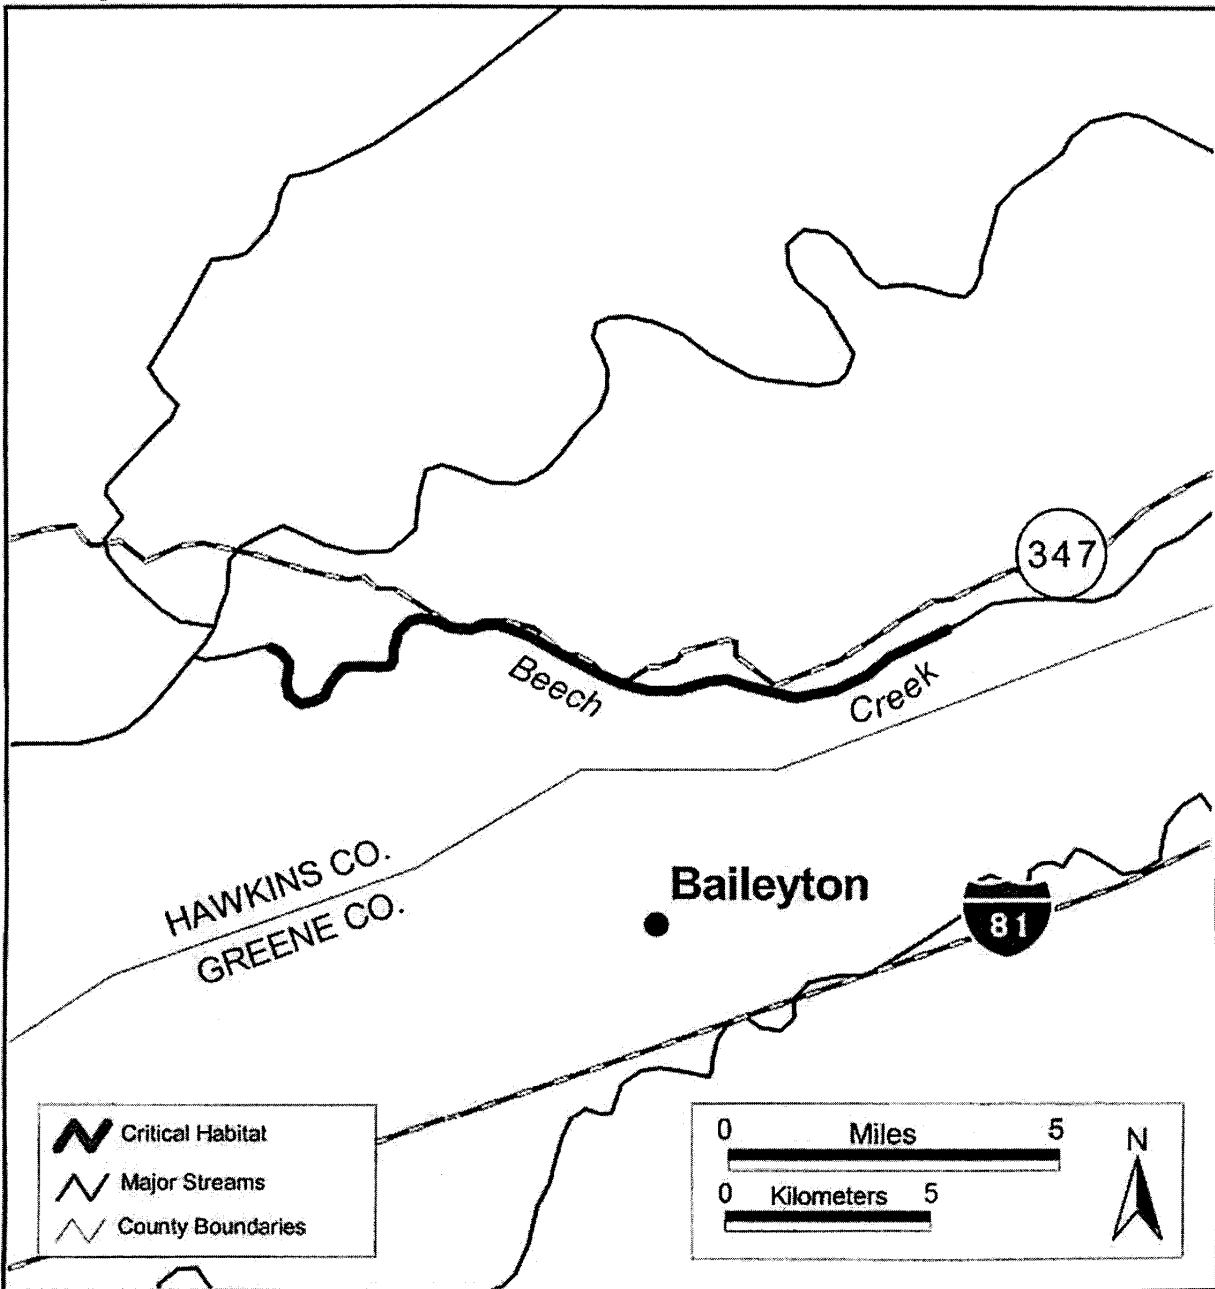 347
Beech
Creek
HAWKINS CO.
GREENE CO.
Baileyton
81
Critical Habitat
Major Streams
County Boundaries
0 Miles 5
0 Kilometers 5
N